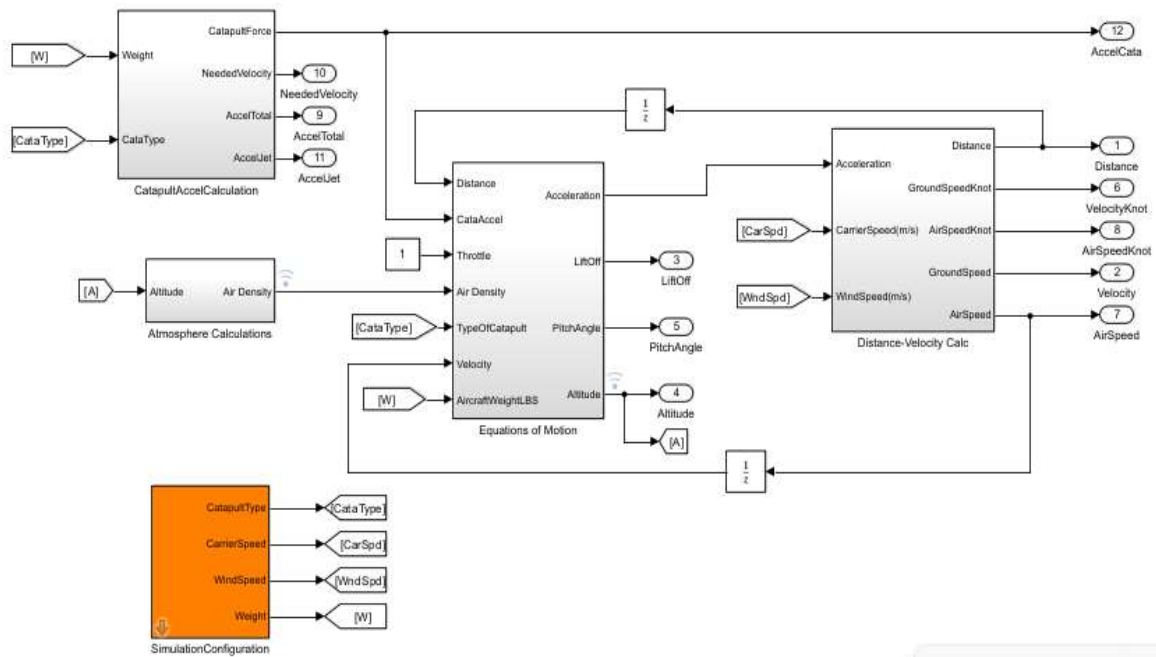 [W]
[CataType]
Weight
CataType
CatapultForce
NeededVelocity
AccelTotal
AccelJet
CatapultAccelCalculation
10
NeededVelocity
9
AccelTotal
11
AccelJet
12
AccelCata
1
z
[A]
Altitude
Air Density
Atmosphere Calculations
1
[CataType]
[W]
Distance
CataAccel
Throttle
Air Density
TypeOfCatapult
Velocity
AircraftWeightLBS
Acceleration
LiftOff
PitchAngle
Altitude
Equations of Motion
3
LiftOff
5
PitchAngle
4
Altitude
[A]
[CarSpd]
[WndSpd]
Acceleration
CarrierSpeed(m/s)
WindSpeed(m/s)
Distance
GroundSpeedKnot
AirSpeedKnot
GroundSpeed
AirSpeed
Distance-Velocity Calc
1
Distance
6
VelocityKnot
8
AirSpeedKnot
2
Velocity
7
AirSpeed
1
z
CatapultType
CarrierSpeed
WindSpeed
Weight
SimulationConfiguration
[CataType]
[CarSpd]
[WndSpd]
[W]